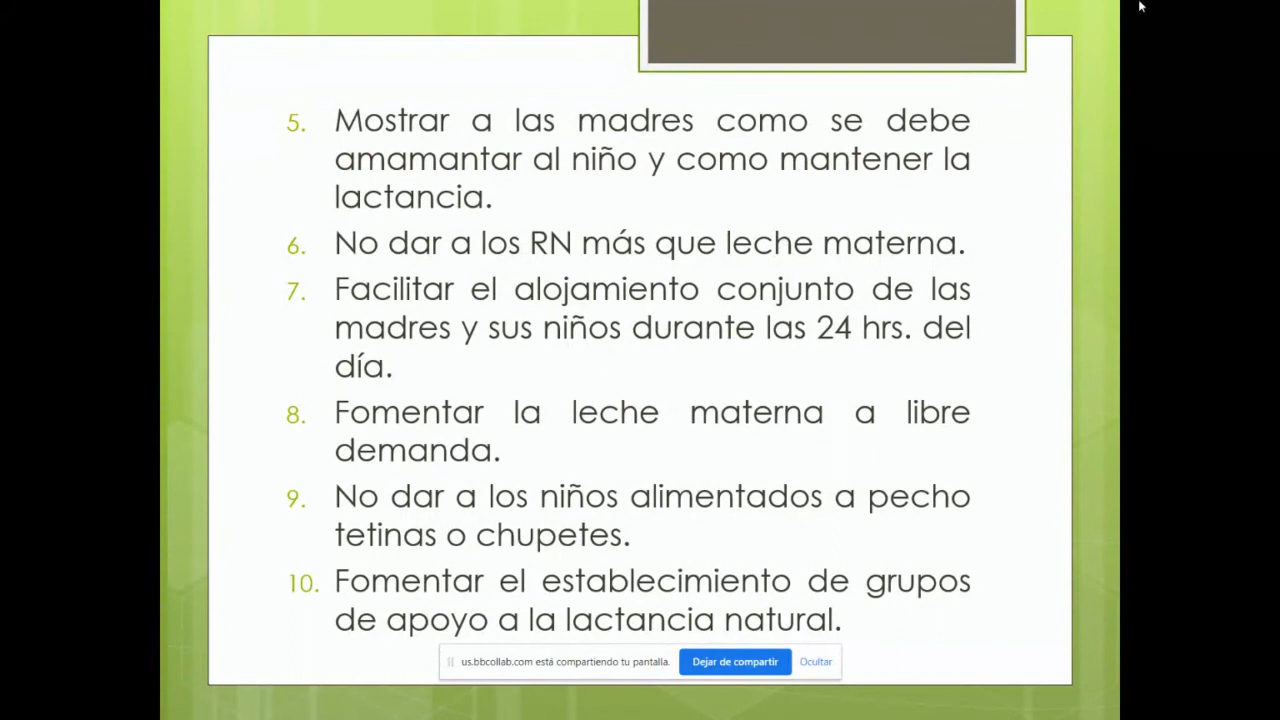 5. Mostrar a las madres como se debe
amamantar al niño y como mantener la
lactancia.
6. No dar a los RN más que leche materna.
7. Facilitar el alojamiento conjunto de las
madres y sus niños durante las 24 hrs. del
día.
8. Fomentar la leche materna a libre
demanda.
9. No dar a los niños alimentados a pecho
tetinas o chupetes.
10. Fomentar el establecimiento de grupos
de apoyo a la lactancia natural.
us.bbcollab.com está compartiendo tu pantalla. Dejar de compartir Ocultar